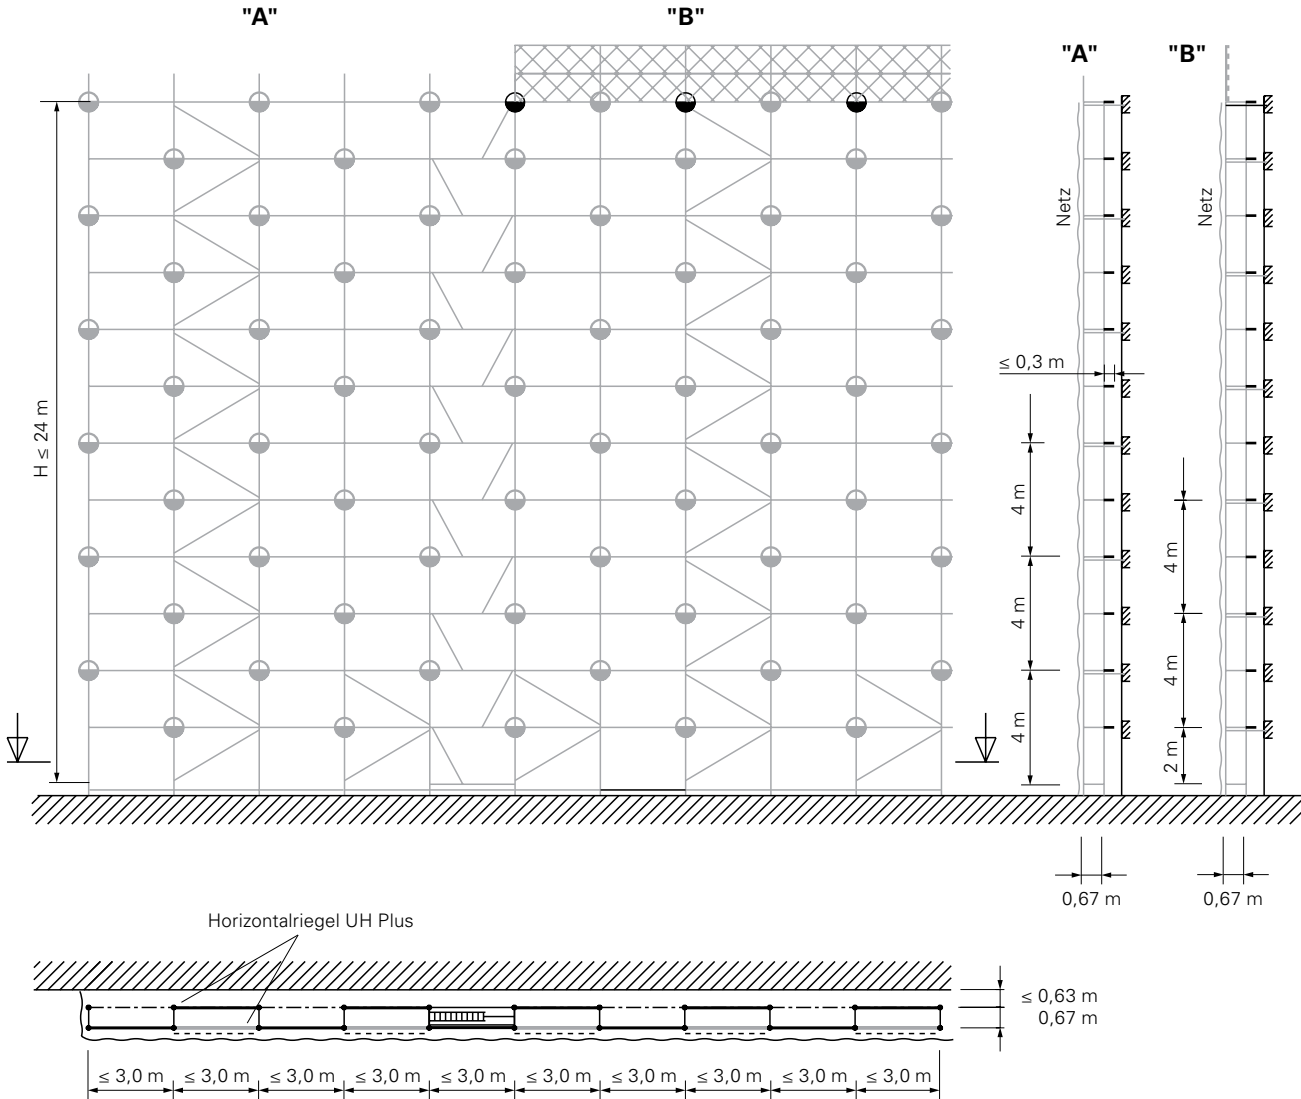 "A"
"B"
"A"
"B"
Netz
Netz
≤ 0,3 m
H ≤ 24 m
4 m
4 m
4 m
4 m
4 m
2 m
0,67 m
0,67 m
Horizontalriegel UH Plus
≤ 0,63 m
0,67 m
≤ 3,0 m
≤ 3,0 m
≤ 3,0 m
≤ 3,0 m
≤ 3,0 m
≤ 3,0 m
≤ 3,0 m
≤ 3,0 m
≤ 3,0 m
≤ 3,0 m